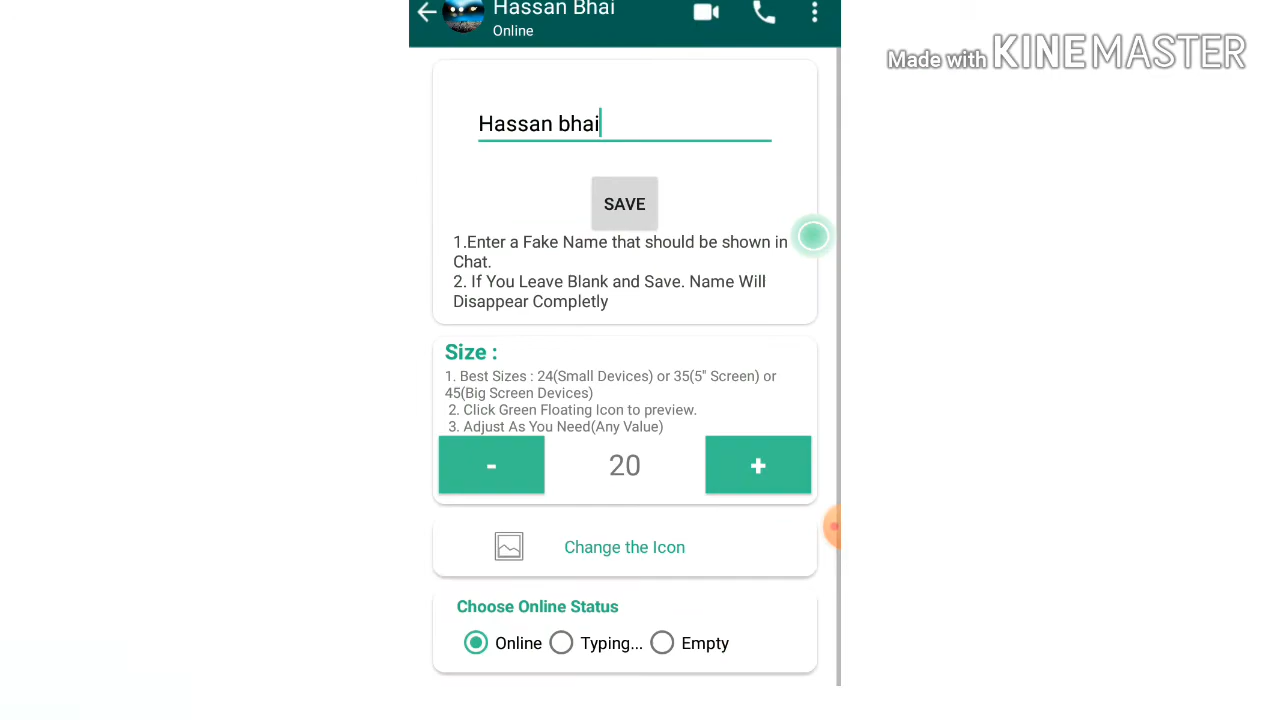 Hassan Bhai
Online
Made with KINEMASTER
Hassan bhai
SAVE
1.Enter a Fake Name that should be shown in
Chat.
2. If You Leave Blank and Save. Name Will
Disappear Completly
Size :
1. Best Sizes : 24(Small Devices) or 35(5" Screen) or
45(Big Screen Devices)
2. Click Green Floating Icon to preview.
3. Adjust As You Need(Any Value)
- 20 +
Change the Icon
Choose Online Status
Online Typing... Empty